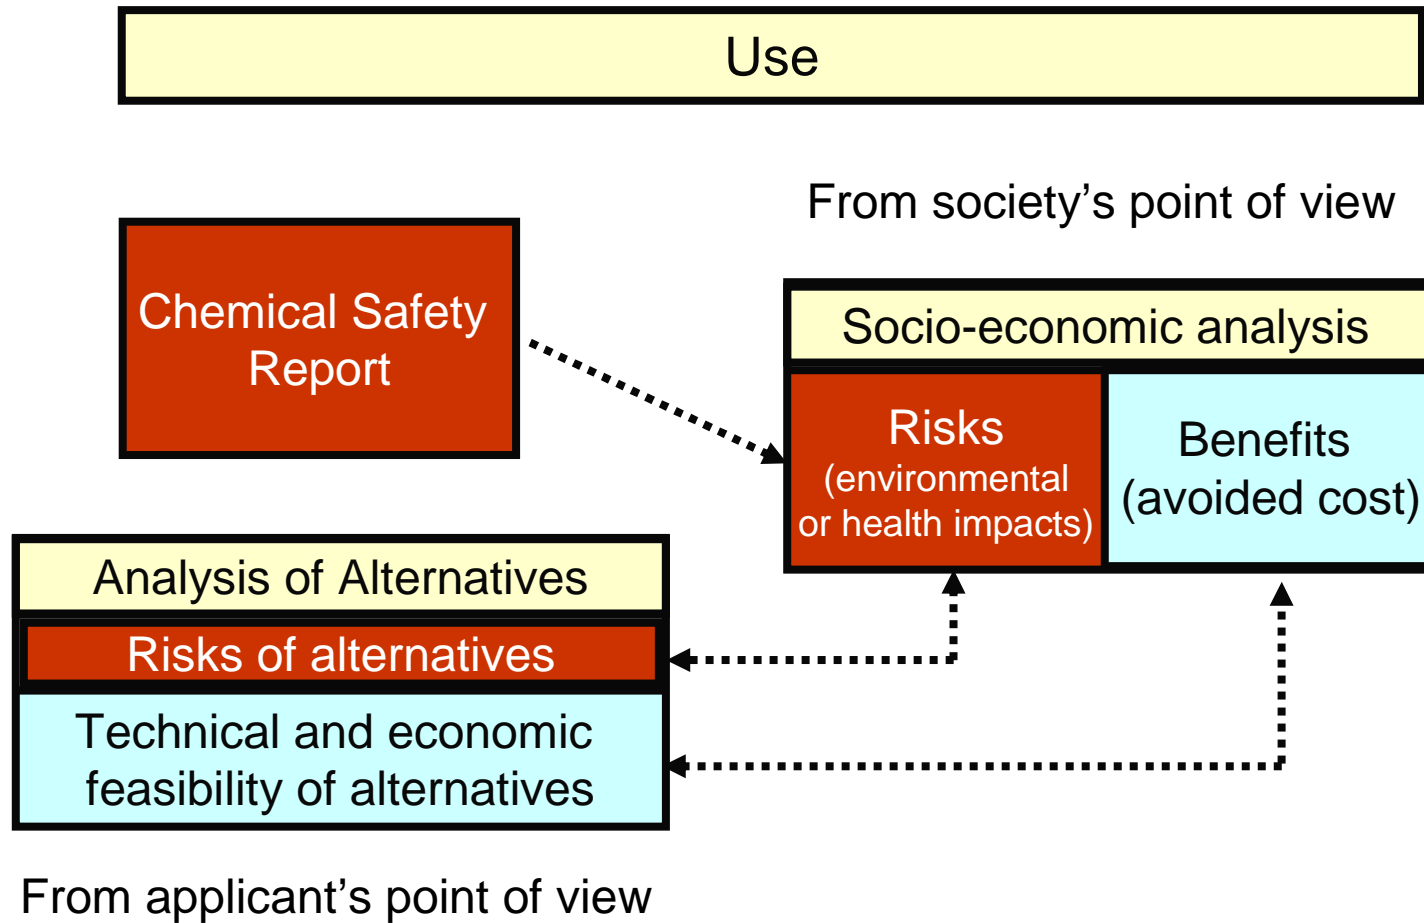 Use
From society’s point of view
Chemical Safety
Report
Socio-economic analysis
Risks
(environmental
or health impacts)
Benefits
(avoided cost)
Analysis of Alternatives
Risks of alternatives
Technical and economic
feasibility of alternatives
From applicant’s point of view